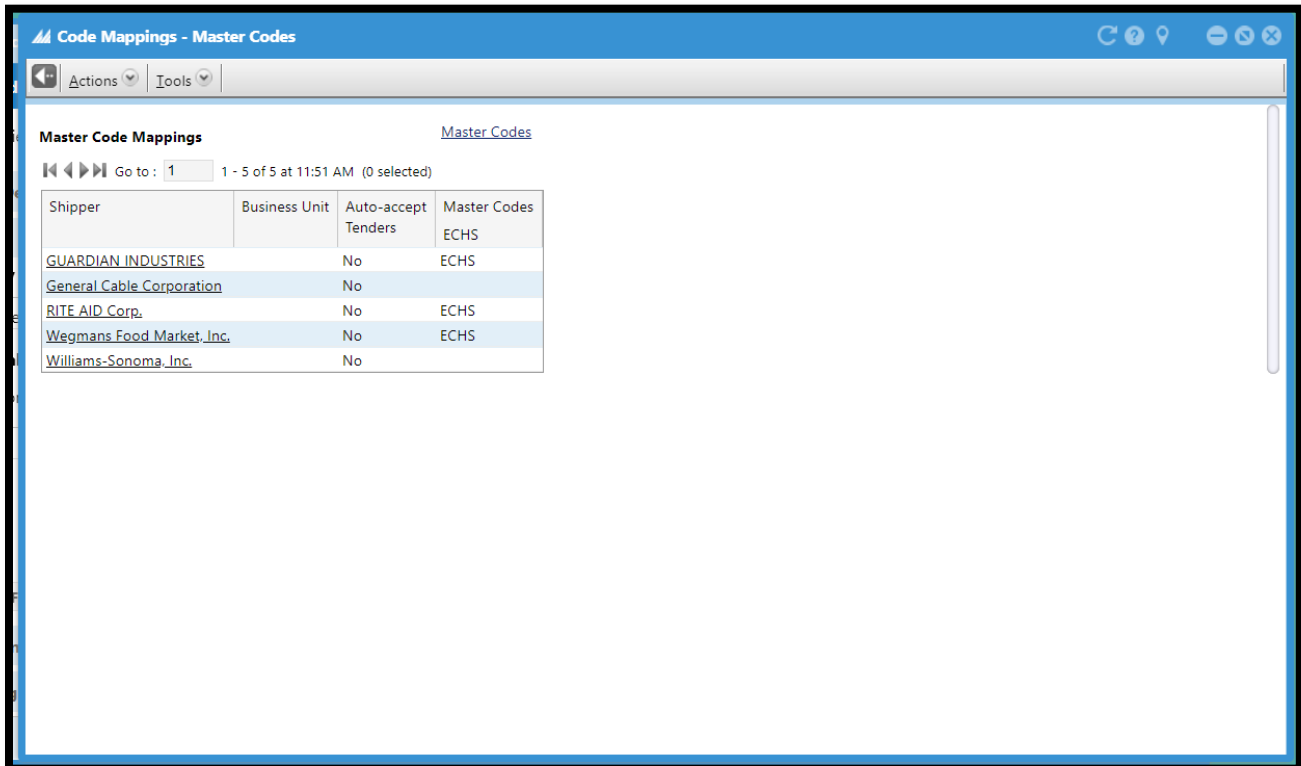 Code Mappings - Master Codes
Actions Tools
Master Code Mappings Master Codes
Go to : 1 1 - 5 of 5 at 11:51 AM (0 selected)
Shipper Business Unit Auto-accept Tenders Master Codes
ECHS
GUARDIAN INDUSTRIES No ECHS
General Cable Corporation No
RITE AID Corp. No ECHS
Wegmans Food Market, Inc. No ECHS
Williams-Sonoma, Inc. No